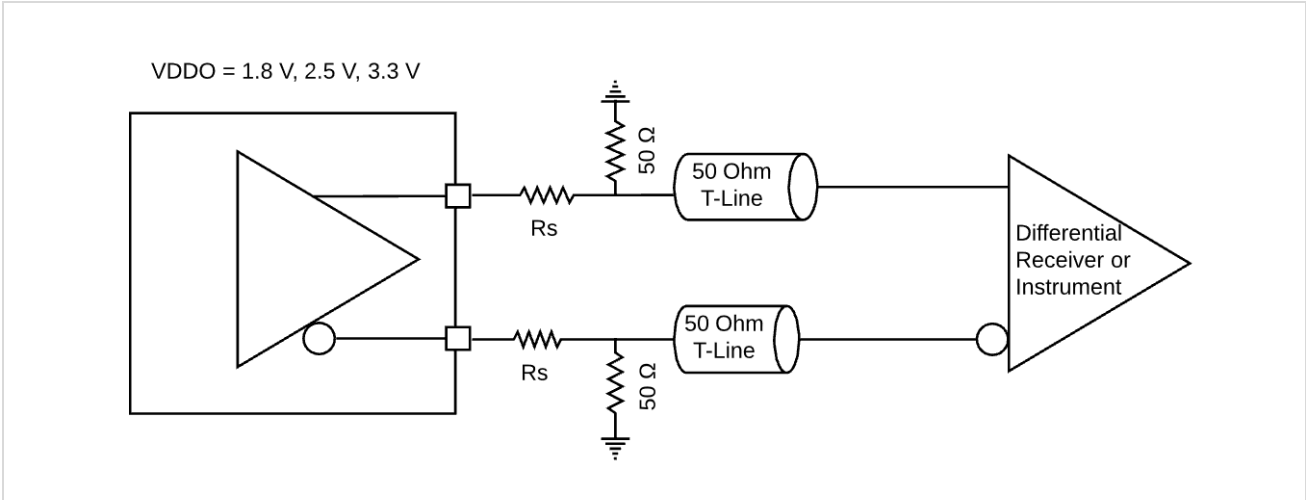 VDDO = 1.8 V, 2.5 V, 3.3 V
50 Ω
50 Ohm
T-Line
Rs
Differential
Receiver or
Instrument
50 Ohm
T-Line
Rs
50 Ω